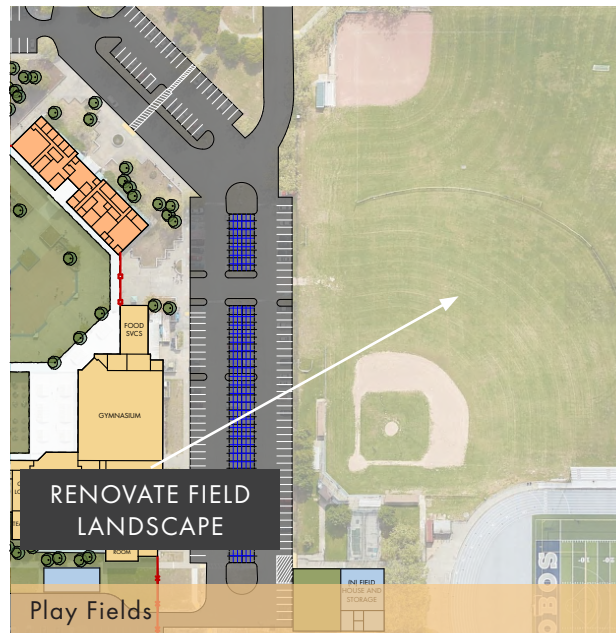 FOOD
SVCS
GYMNASIUM
RENOVATE FIELD
LANDSCAPE
ROOM
(N) FIELD
HOUSE AND
STORAGE
Play Fields